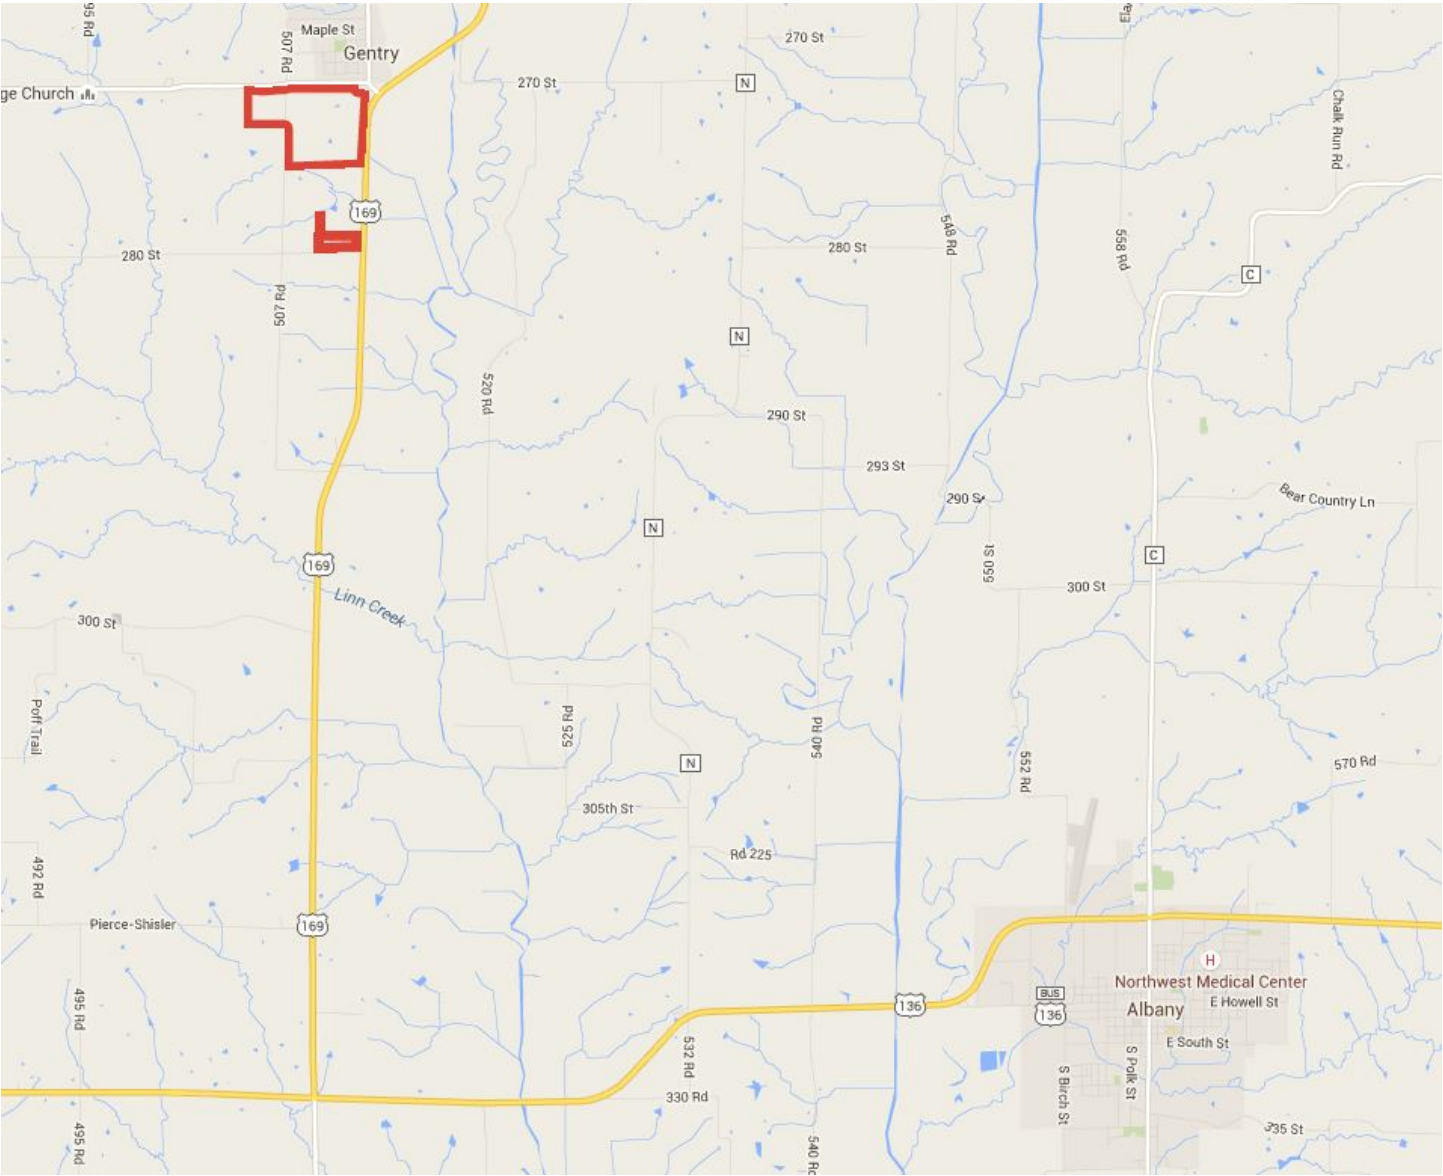 95 Rd
507 Rd
Maple St
Gentry
270 St
270 St
N
ge Church
Chalk Run Rd
169
280 St
280 St
548 Rd
558 Rd
C
507 Rd
N
520 Rd
290 St
293 St
290 St
Bear Country Ln
N
550 St
C
169
300 St
Linn Creek
300 St
Poff Trail
525 Rd
540 Rd
N
552 Rd
570 Rd
305th St
Rd 225
492 Rd
Pierce-Shisler
169
H
Northwest Medical Center
495 Rd
136
BUS
136
Albany
E Howell St
E South St
532 Rd
S Birch St
S Polk St
330 Rd
495 Rd
335 St